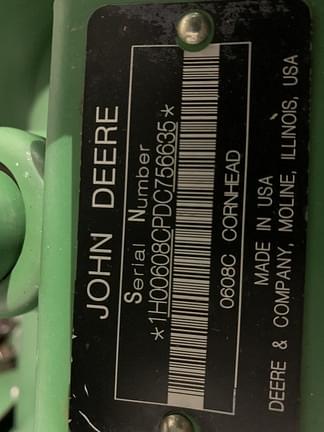 JOHN DEERE
Serial Number
*1H00608CPDC756635*
0608C CORNHEAD
MADE IN USA
DEERE & COMPANY, MOLINE, ILLINOIS, USA